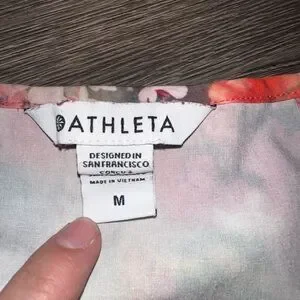 ATHLETA
DESIGNED IN
SAN FRANCISCO
MADE IN VIETNAM
M